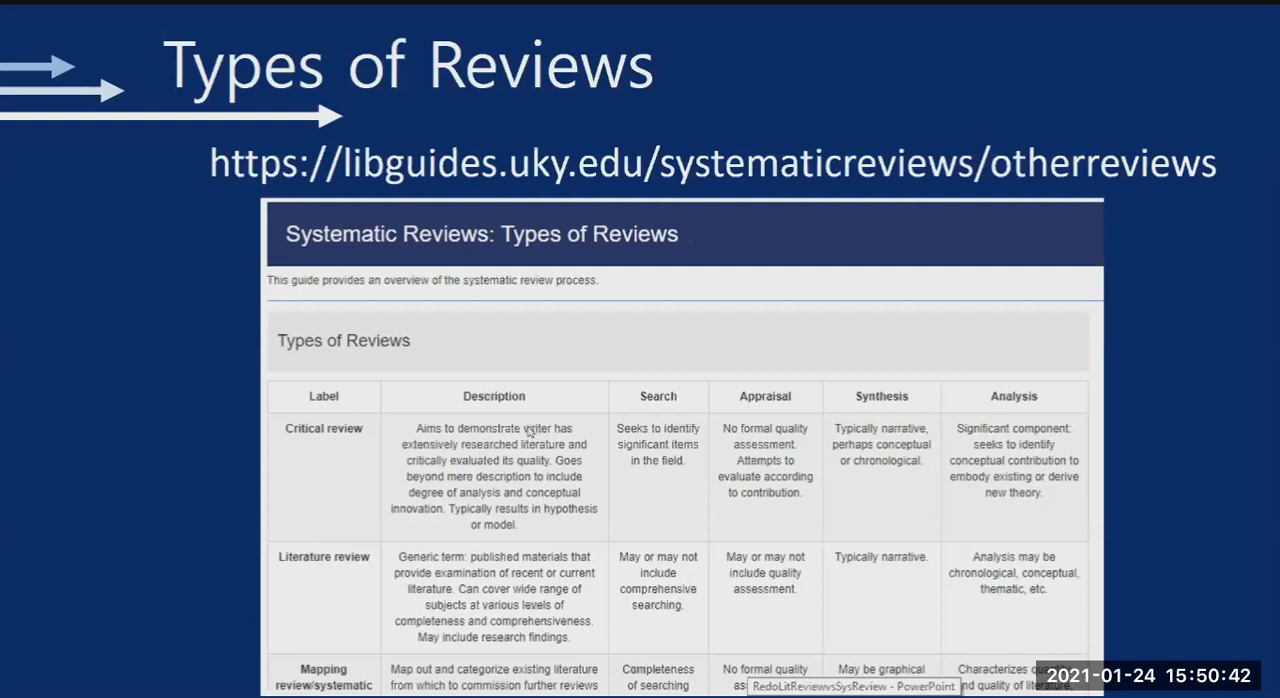 Types of Reviews
https://libguides.uky.edu/systematicreviews/otherreviews
Systematic Reviews: Types of Reviews
This guide provides an overview of the systematic review process.
Types of Reviews
Label Description Search Appraisal Synthesis Analysis
Critical review
Aims to demonstrate writer has
extensively researched literature and
critically evaluated its quality. Goes
beyond mere description to include
degree of analysis and conceptual
innovation. Typically results in hypothesis
or model.
Seeks to identify
significant items
in the field.
No formal quality
assessment.
Attempts to
evaluate according
to contribution.
Typically narrative,
perhaps conceptual
or chronological.
Significant component:
seeks to identify
conceptual contribution to
embody existing or derive
new theory.
Literature review
Generic term: published materials that
provide examination of recent or current
literature. Can cover wide range of
subjects at various levels of
completeness and comprehensiveness.
May include research findings.
May or may not
include
comprehensive
searching.
May or may not
include quality
assessment.
Typically narrative.
Analysis may be
chronological, conceptual,
thematic, etc.
Mapping
review/systematic
Map out and categorize existing literature
from which to commission further reviews
Completeness
of searching
No formal quality
May be graphical
Characterizes
and quality of literature,
RedoLitReviewvsSysReview - PowerPoint
2021-01-24 15:50:42